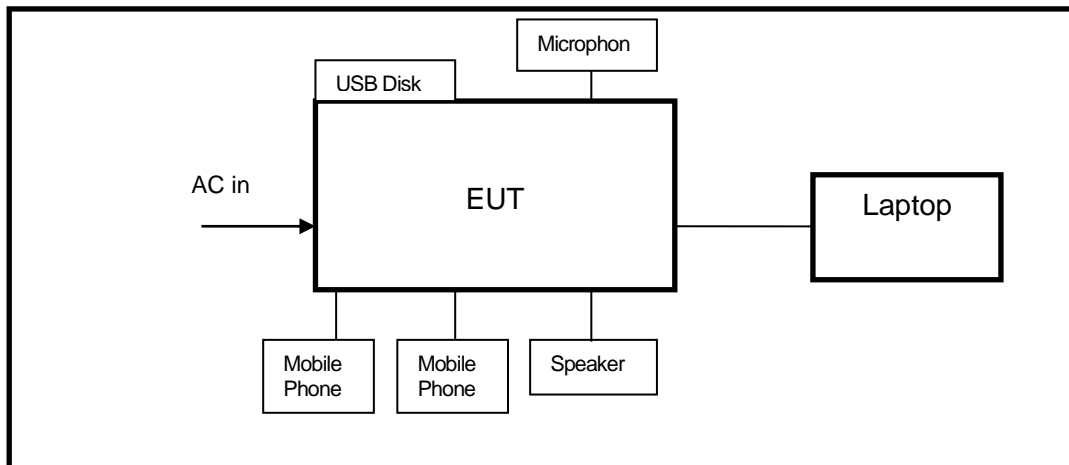 Microphon
USB Disk
AC in
EUT
Laptop
Mobile
Phone
Mobile
Phone
Speaker